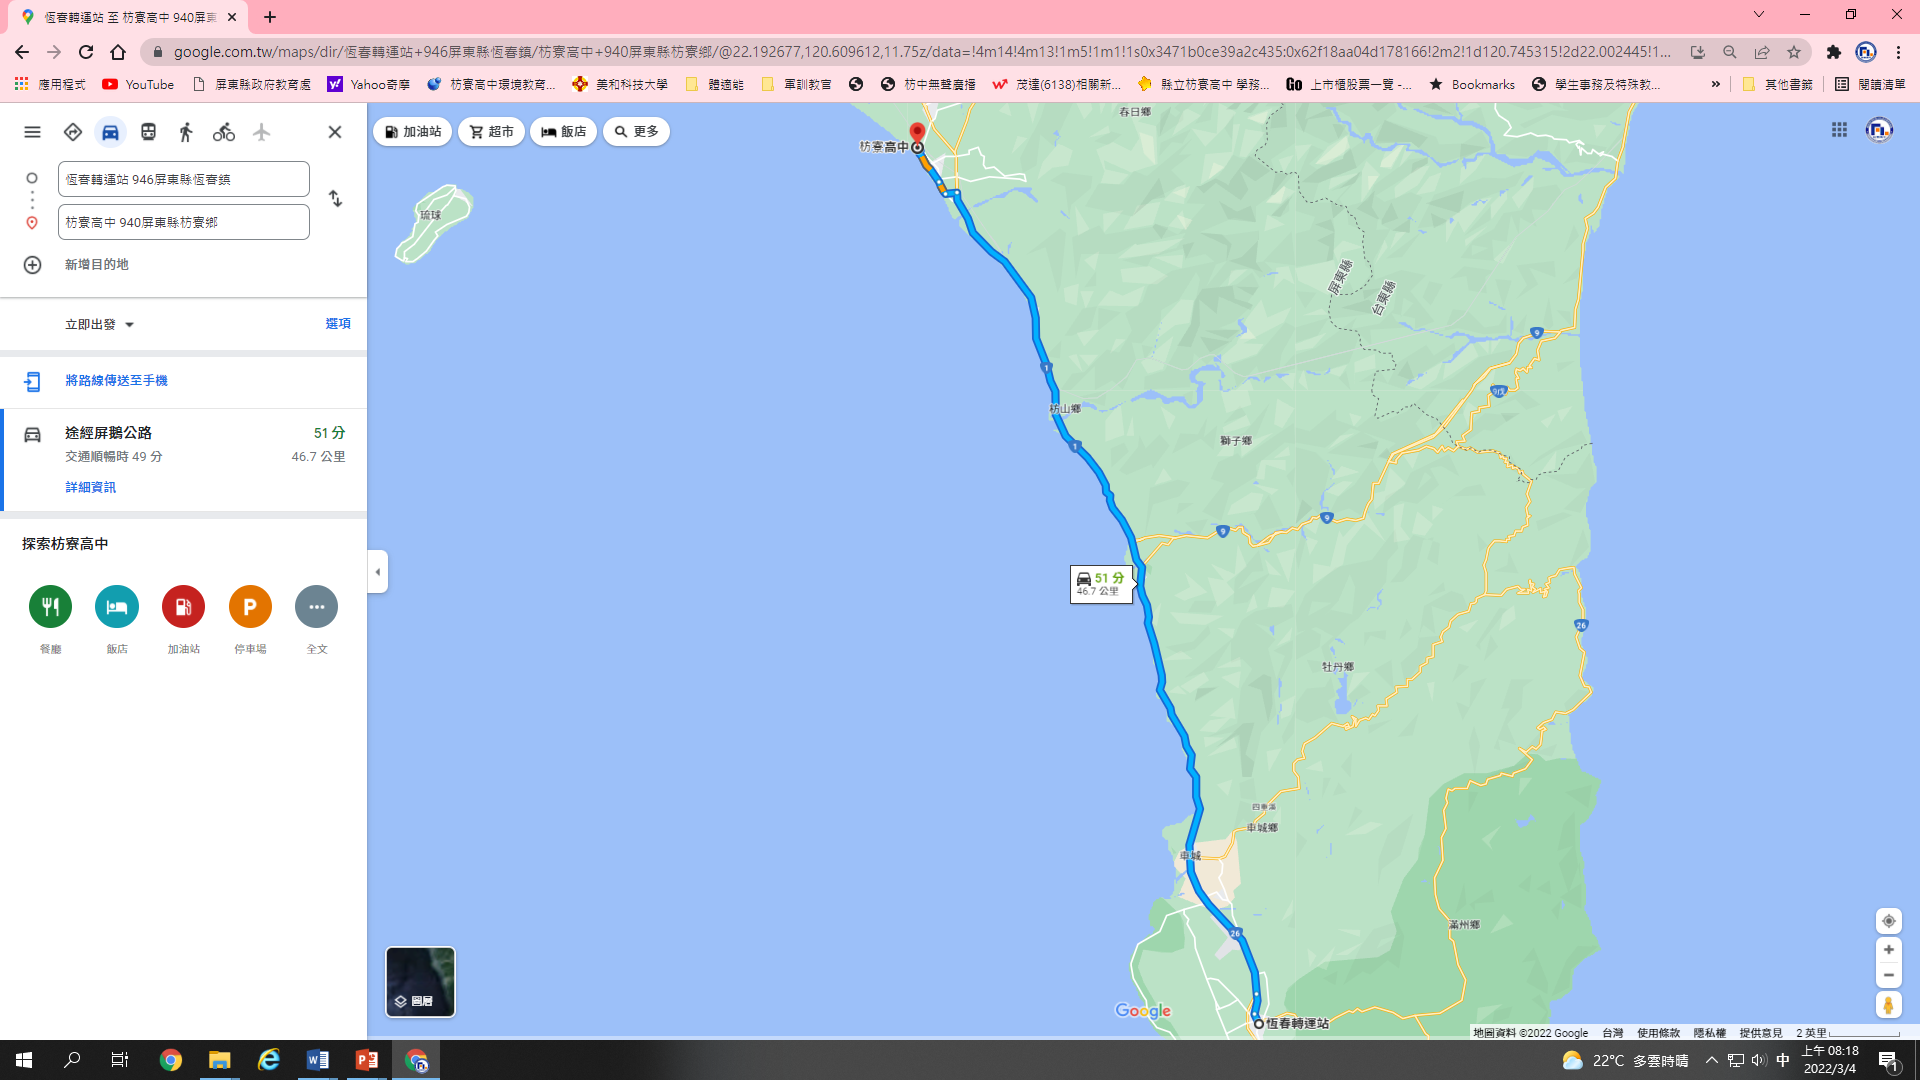 恆春轉運站 至 枋寮高中 940屏東
google.com.tw/maps/dir/恆春轉運站+946屏東縣恆春鎮/枋寮高中+940屏東縣枋寮鄉/@22.192677,120.609612,11.75z/data=!4m14!4m13!1m5!1m1!1s0x3471b0ce39a2c435:0x62f18aa04d178166!2m2!1d120.745315!2d22.002445!1...
應用程式 YouTube 屏東縣政府教育處 Yahoo奇摩 枋寮高中環境教育... 美和科技大學 體適能 軍訓教官 枋中無聲廣播 茂達(6138)相關新... 縣立枋寮高中 學務... Go 上市櫃股票一覽 -... Bookmarks 學生事務及特殊教... » 其他書籤 閱讀清單
恆春轉運站 946屏東縣恆春鎮
枋寮高中 940屏東縣枋寮鄉
新增目的地
立即出發 選項
將路線傳送至手機
途經屏鵝公路 51 分
交通順暢時 49 分 46.7 公里
詳細資訊
探索枋寮高中
餐廳 飯店 加油站 停車場 全文
加油站 超市 飯店 更多
春日鄉
枋寮高中
琉球
屏東縣
台東縣
9
1
9戊
枋山鄉
獅子鄉
1
9
9
51 分
46.7 公里
26
牡丹鄉
四重溪
車城鄉
車城
滿州鄉
26
圖層
Google
恆春轉運站
地圖資料 ©2022 Google 台灣 使用條款 隱私權 提供意見 2 英里
22°C 多雲時晴 中 上午 08:18
2022/3/4
1